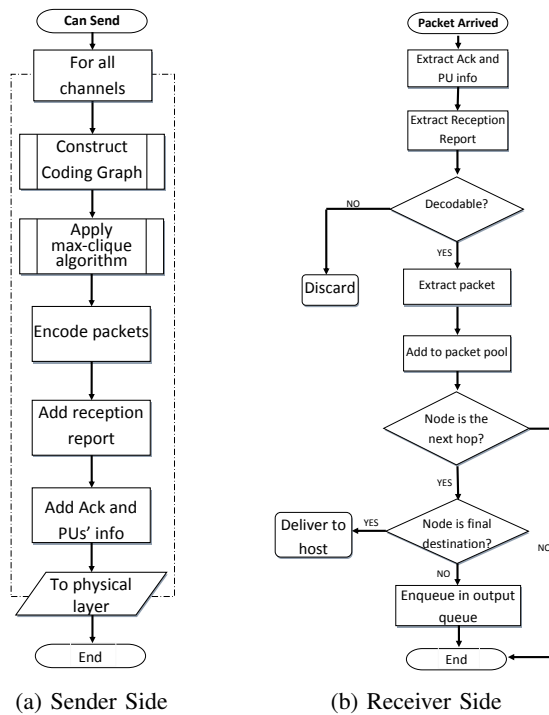 Can Send
For all
channels
Construct
Coding Graph
Apply
max-clique
algorithm
Encode packets
Add reception
report
Add Ack and
PUs' info
To physical
layer
End
(a) Sender Side
Packet Arrived
Extract Ack and
PU info
Extract Reception
Report
Decodable?
NO
YES
Discard
Extract packet
Add to packet pool
Node is the
next hop?
YES
Node is final
destination?
YES
Deliver to
host
NO
NO
Enqueue in output
queue
End
(b) Receiver Side